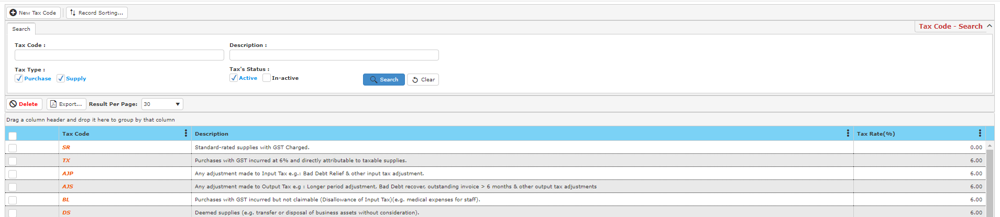 New Tax Code Record Sorting...
Search Tax Code - Search
Tax Code : Description :
Tax Type : Tax's Status :
Purchase Supply Active In-active Search Clear
Delete Export... Result Per Page: 30
Drag a column header and drop it here to group by that column
Tax Code Description Tax Rate(%)
SR Standard-rated supplies with GST Charged. 0.00
TX Purchases with GST incurred at 6% and directly attributable to taxable supplies. 6.00
AJP Any adjustment made to Input Tax e.g.: Bad Debt Relief & other input tax adjustment. 6.00
AJS Any adjustment made to Output Tax e.g : Longer period adjustment, Bad Debt recover, outstanding invoice > 6 months & other output tax adjustments 6.00
BL Purchases with GST incurred but not claimable (Disallowance of Input Tax)(e.g. medical expenses for staff). 6.00
DS Deemed supplies (e.g. transfer or disposal of business assets without consideration). 6.00